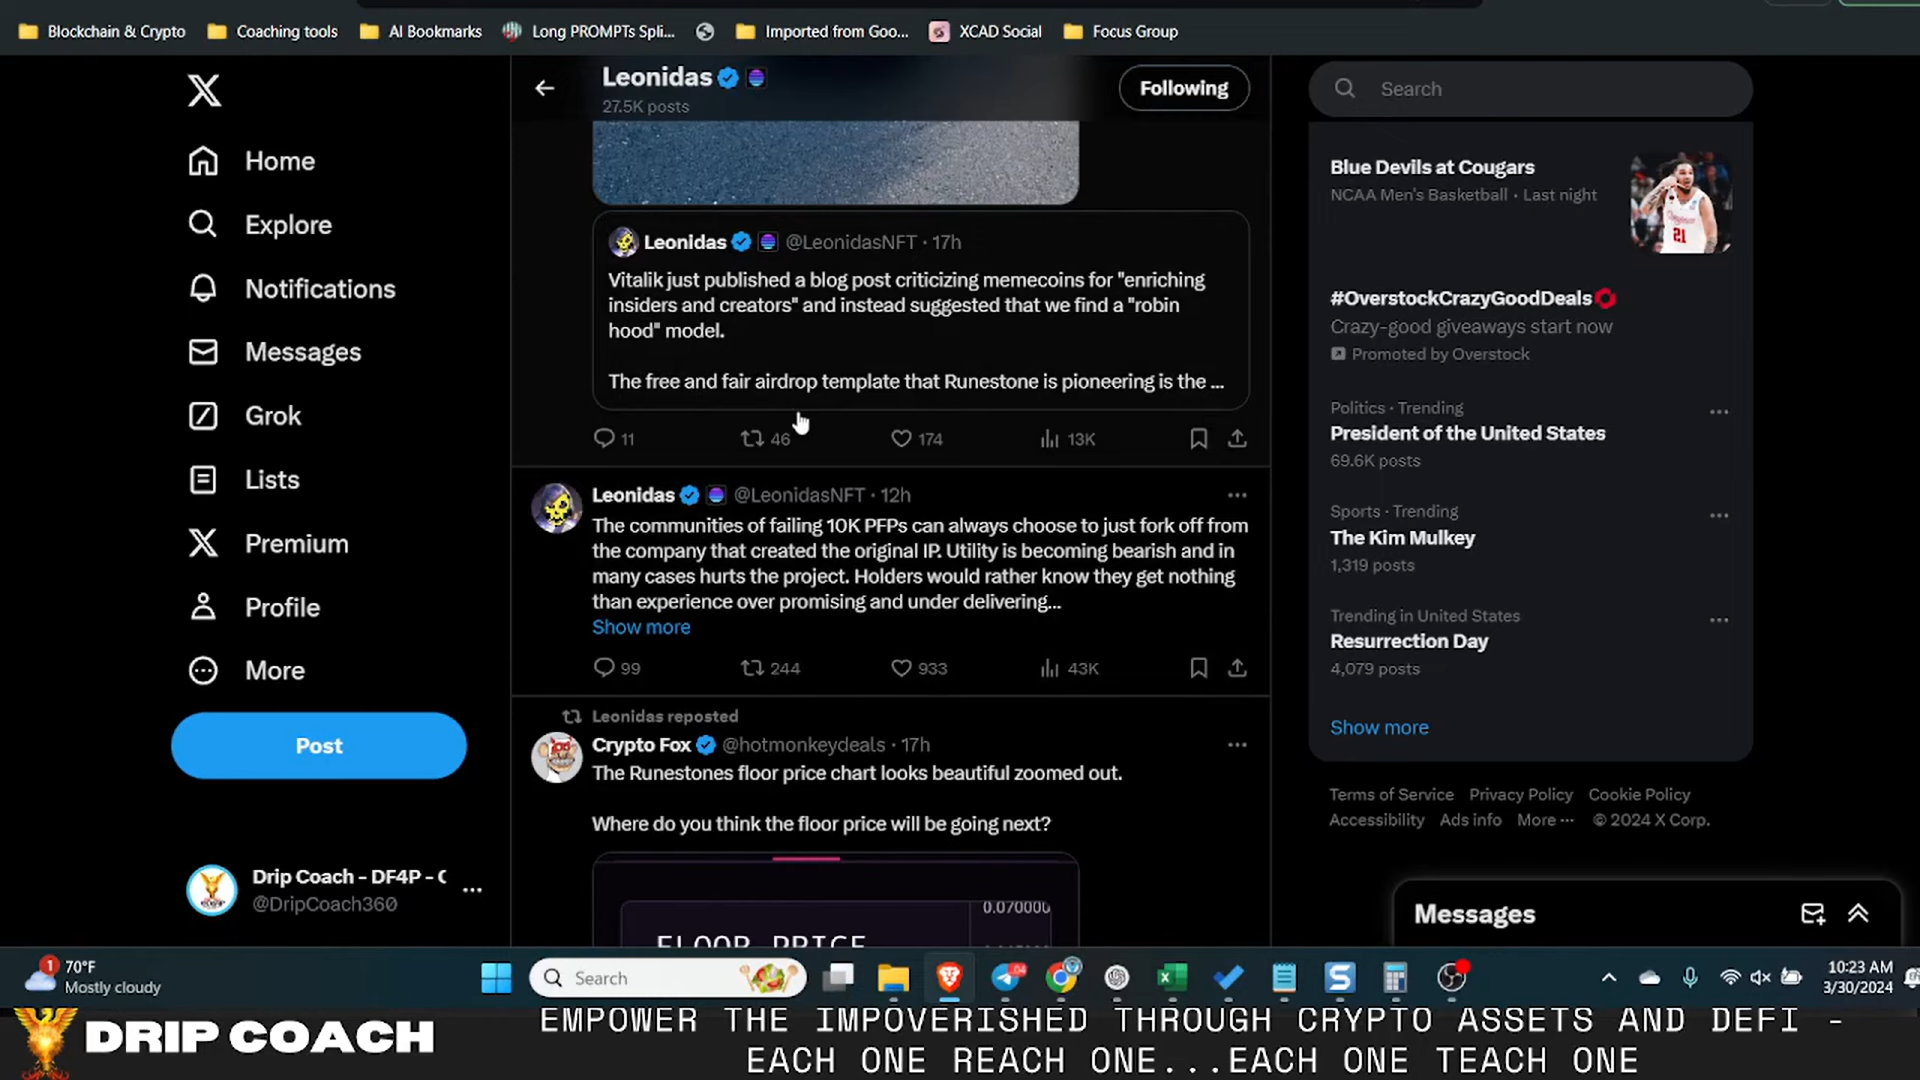 Blockchain & Crypto
Coaching tools
AI Bookmarks
Long PROMPTs Spli...
Imported from Goo...
XCAD Social
Focus Group
Home
Explore
Notifications
Messages
Grok
Lists
Premium
Profile
More
Post
Drip Coach - DF4P - C
@DripCoach360
Leonidas
27.5K posts
Following
Leonidas @LeonidasNFT · 17h
Vitalik just published a blog post criticizing memecoins for "enriching
insiders and creators" and instead suggested that we find a "robin
hood" model.
The free and fair airdrop template that Runestone is pioneering is the ...
11 46 174 13K
Leonidas @LeonidasNFT · 12h
The communities of failing 10K PFPs can always choose to just fork off from
the company that created the original IP. Utility is becoming bearish and in
many cases hurts the project. Holders would rather know they get nothing
than experience over promising and under delivering...
Show more
99 244 933 43K
Leonidas reposted
Crypto Fox @hotmonkeydeals · 17h
The Runestones floor price chart looks beautiful zoomed out.
Where do you think the floor price will be going next?
0.070000
FLOOR PRICE
Search
Blue Devils at Cougars
NCAA Men's Basketball · Last night
21
#OverstockCrazyGoodDeals
Crazy-good giveaways start now
Promoted by Overstock
Politics · Trending
President of the United States
69.6K posts
Sports · Trending
The Kim Mulkey
1,319 posts
Trending in United States
Resurrection Day
4,079 posts
Show more
Terms of Service Privacy Policy Cookie Policy
Accessibility Ads info More ··· © 2024 X Corp.
Messages
1
70°F
Mostly cloudy
Search
10:23 AM
3/30/2024
DRIP COACH
EMPOWER THE IMPOVERISHED THROUGH CRYPTO ASSETS AND DEFI -
EACH ONE REACH ONE...EACH ONE TEACH ONE